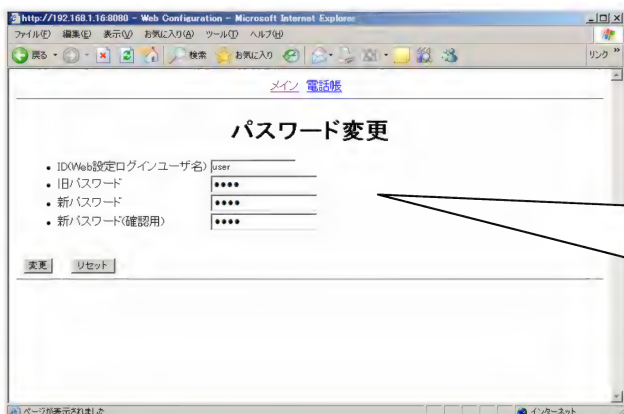 http://192.168.1.16:8080 - Web Configuration - Microsoft Internet Explorer
ファイル(F) 編集(E) 表示(V) お気に入り(A) ツール(T) ヘルプ(H)
戻る 検索 お気に入り リンク »
メイン 電話帳
パスワード変更
• ID(Web設定ログインユーザ名) user
• 旧パスワード ●●●●
• 新パスワード ●●●●
• 新パスワード(確認用) ●●●●
変更 リセット
ページが表示されました インターネット